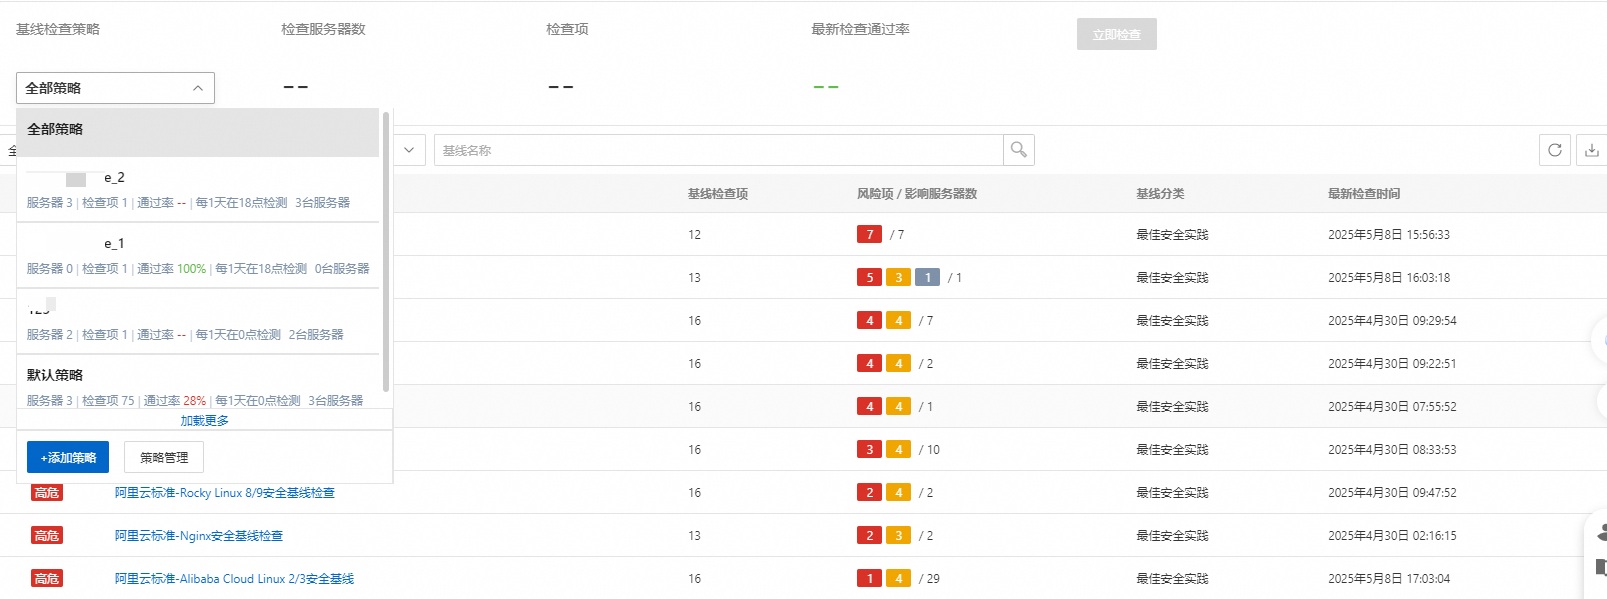 基线检查策略 检查服务器数 检查项 最新检查通过率 立即检查
全部策略 -- -- --
全部策略
基线名称
e_2
服务器 3 | 检查项 1 | 通过率 -- | 每1天在18点检测 3台服务器
e_1
服务器 0 | 检查项 1 | 通过率 100% | 每1天在18点检测 0台服务器
服务器 2 | 检查项 1 | 通过率 -- | 每1天在0点检测 2台服务器
默认策略
服务器 3 | 检查项 75 | 通过率 28% | 每1天在0点检测 3台服务器
加载更多
+添加策略 策略管理
基线检查项 风险项 / 影响服务器数 基线分类 最新检查时间
12 7 / 7 最佳安全实践 2025年5月8日 15:56:33
13 5 3 1 / 1 最佳安全实践 2025年5月8日 16:03:18
16 4 4 / 7 最佳安全实践 2025年4月30日 09:29:54
16 4 4 / 2 最佳安全实践 2025年4月30日 09:22:51
16 4 4 / 1 最佳安全实践 2025年4月30日 07:55:52
16 3 4 / 10 最佳安全实践 2025年4月30日 08:33:53
高危 阿里云标准-Rocky Linux 8/9安全基线检查 16 2 4 / 2 最佳安全实践 2025年4月30日 09:47:52
高危 阿里云标准-Nginx安全基线检查 13 2 3 / 2 最佳安全实践 2025年4月30日 02:16:15
高危 阿里云标准-Alibaba Cloud Linux 2/3安全基线 16 1 4 / 29 最佳安全实践 2025年5月8日 17:03:04